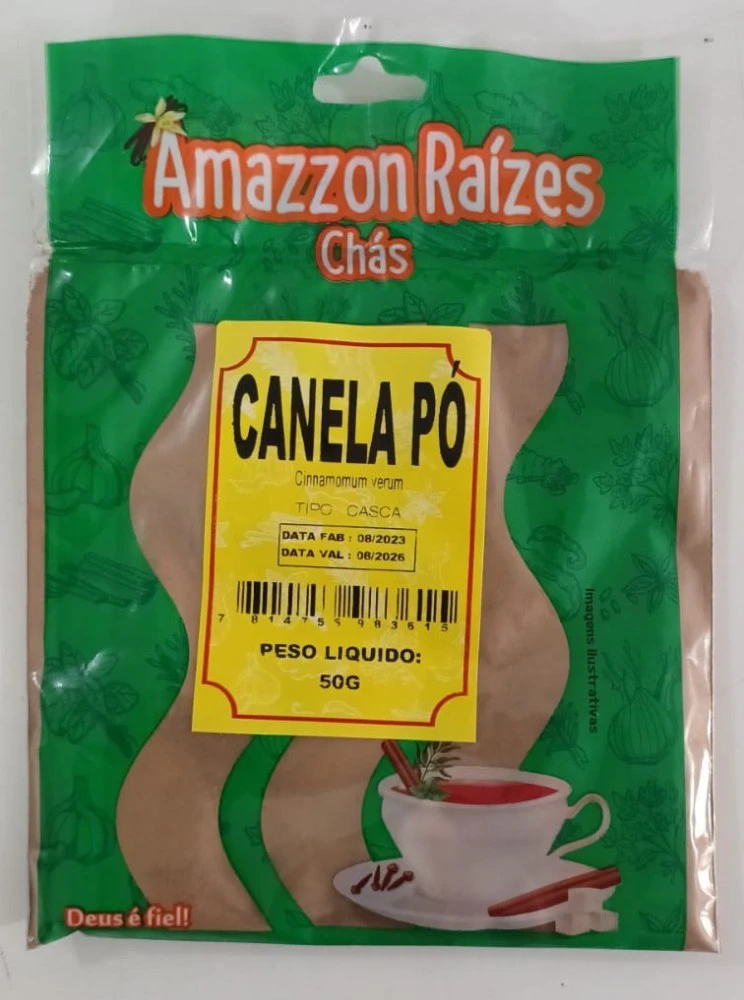 Amazzon Raízes
Chás
CANELA PÓ
Cinnamomum verum
TIPO CASCA
DATA FAB : 08/2023
DATA VAL : 08/2026
7 814755 983615
PESO LIQUIDO:
50G
Imagens ilustrativas
Deus é fiel!